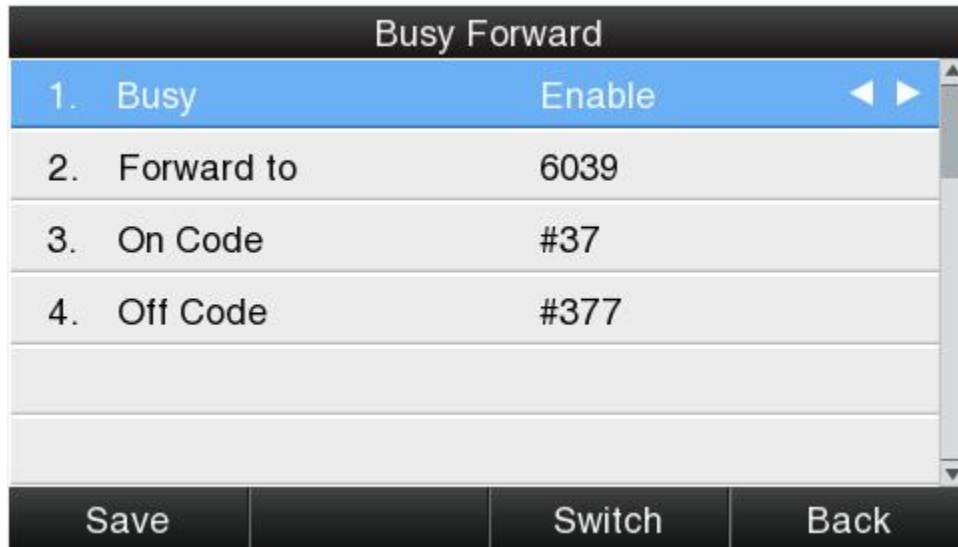 Busy Forward
1. Busy Enable
2. Forward to 6039
3. On Code #37
4. Off Code #377
Save Switch Back